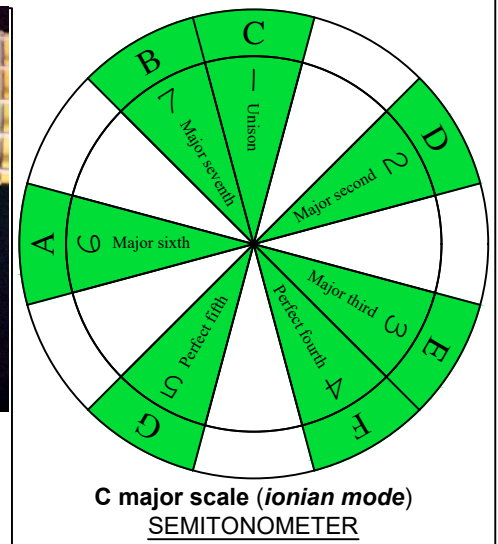 C
1
Unison
D
2
Major second
E
3
Major third
F
4
Perfect fourth
G
5
Perfect fifth
A
6
Major sixth
B
7
Major seventh
C major scale (ionian mode)
SEMITONOMETER